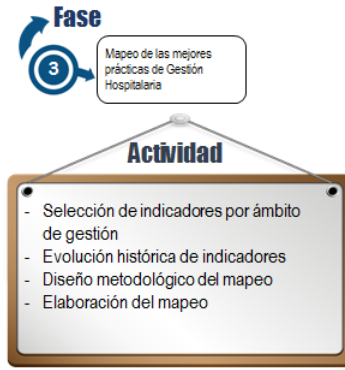 Fase
3
Mapeo de las mejores
prácticas de Gestión
Hospitalaria
Actividad
- Selección de indicadores por ámbito
de gestión
- Evolución histórica de indicadores
- Diseño metodológico del mapeo
- Elaboración del mapeo